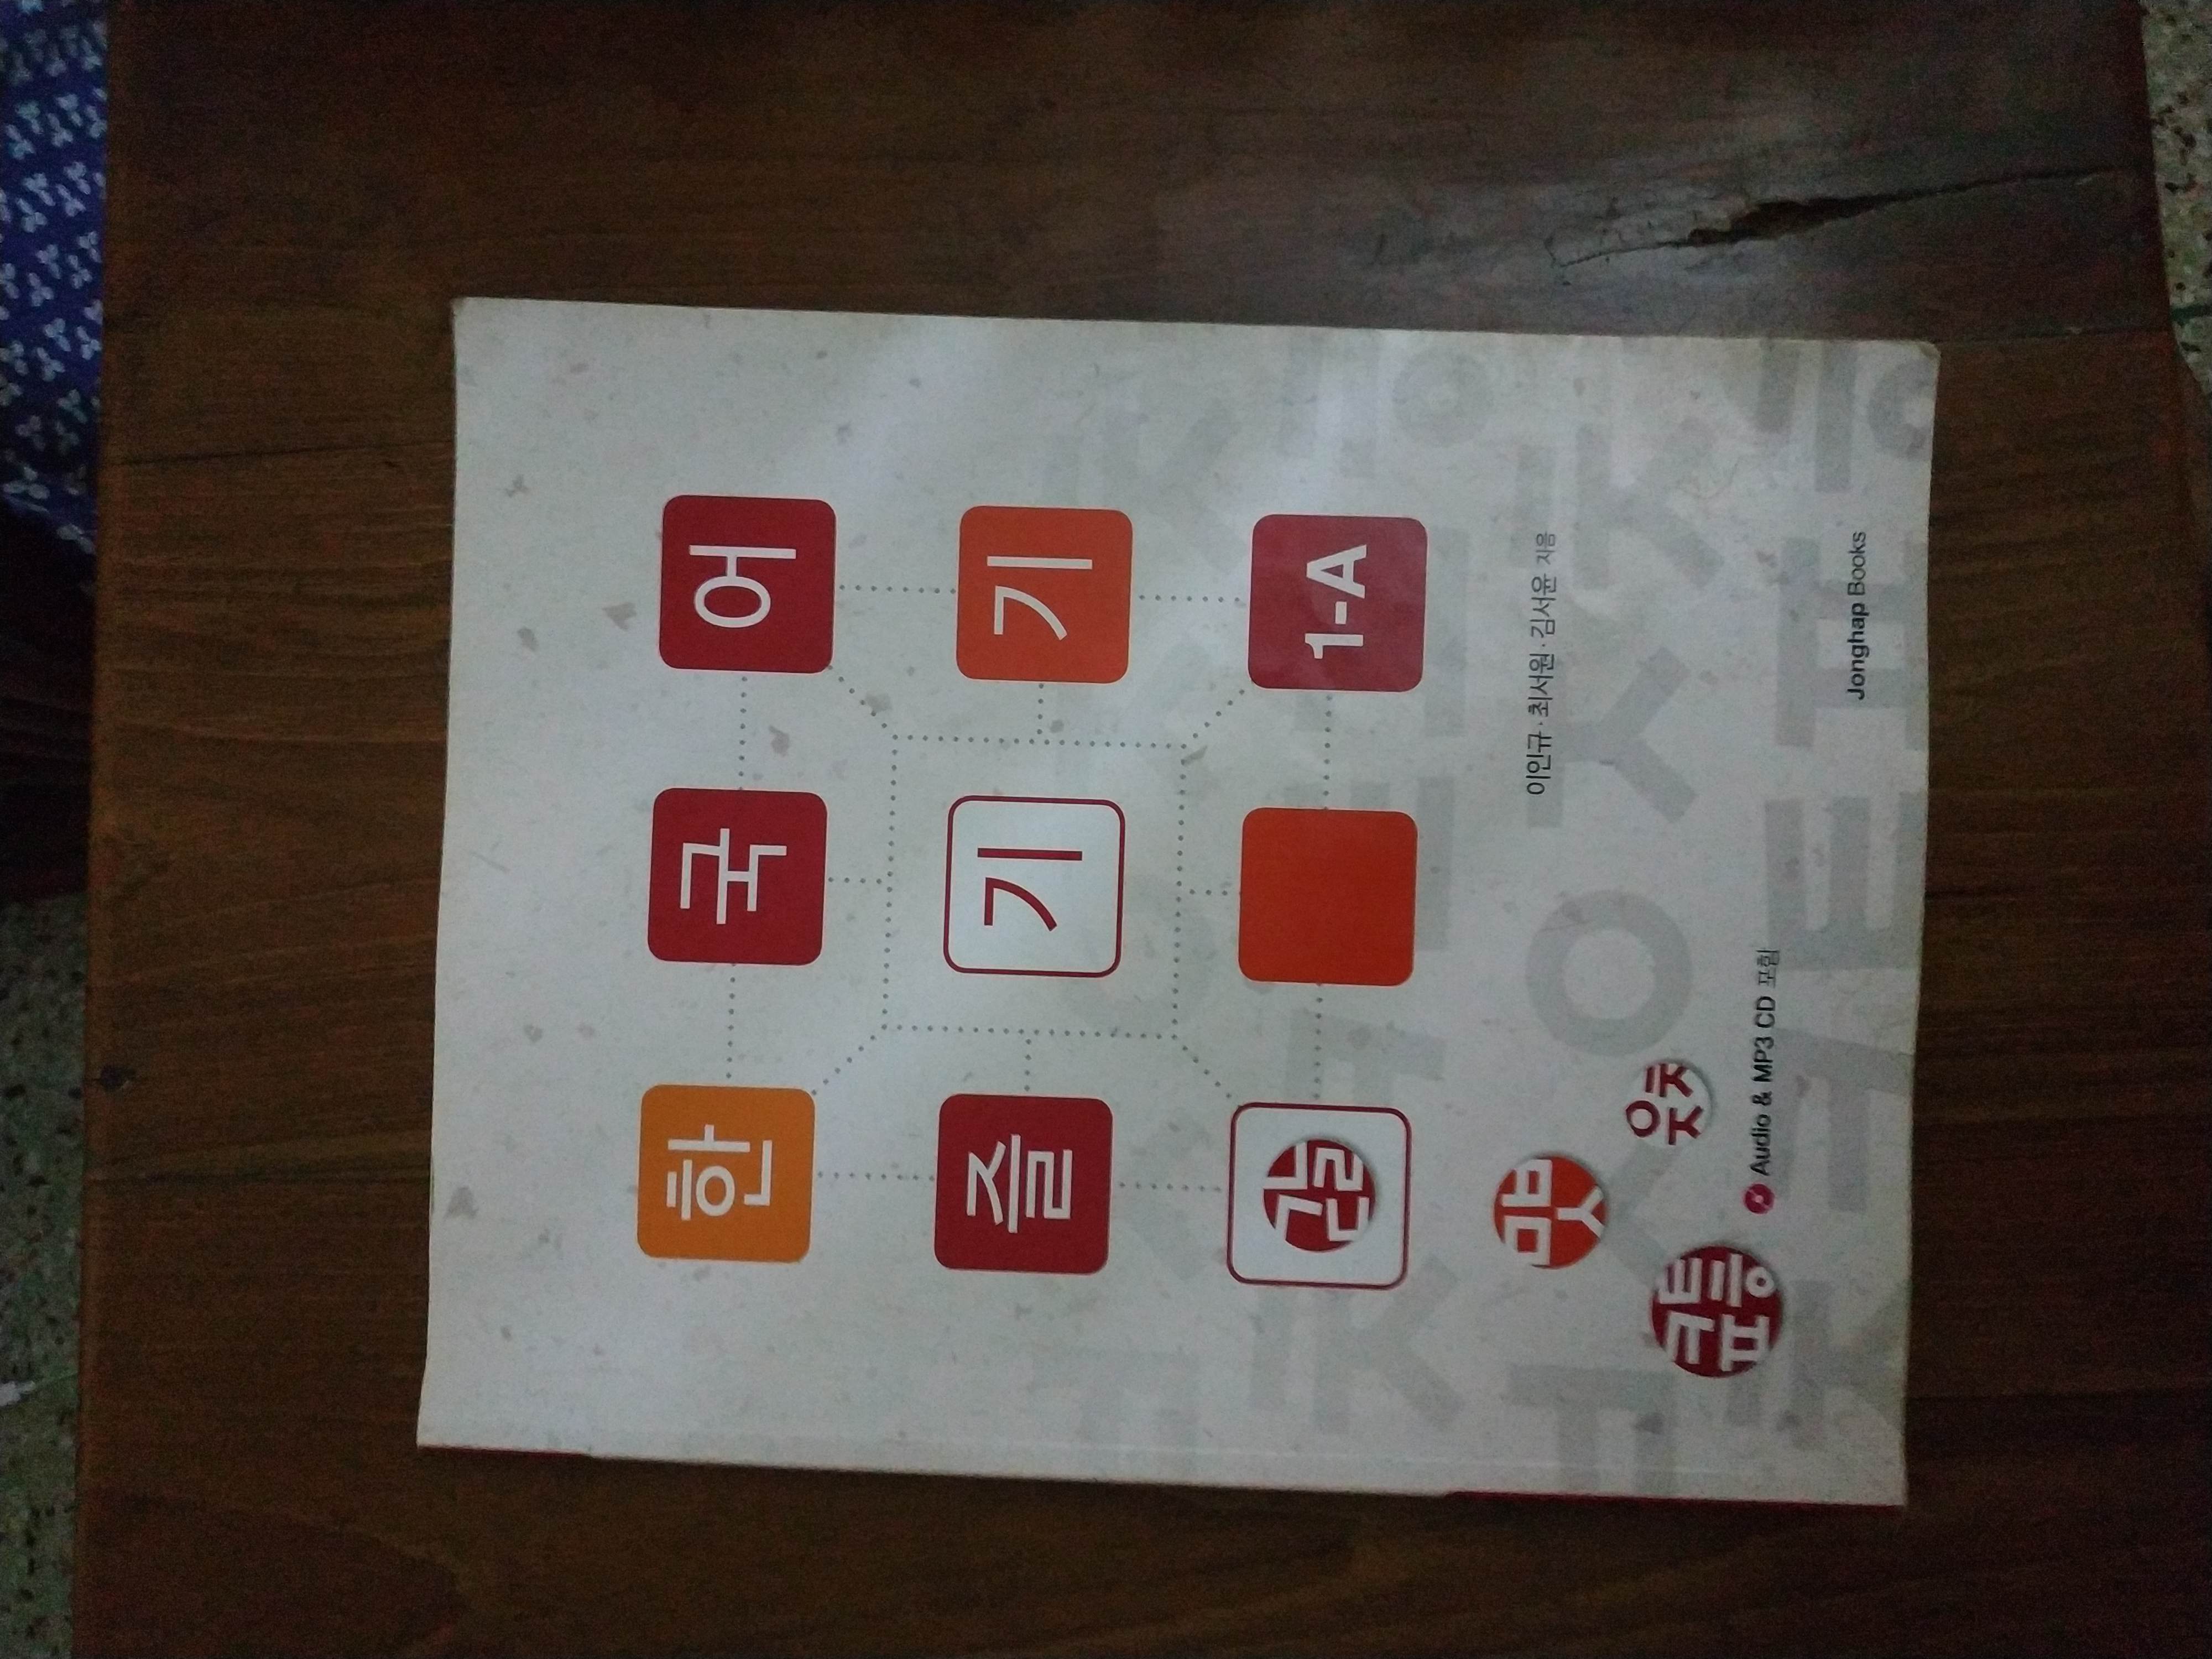 한 국 어
즐 기 기
1-A
이인규·최서원·김서윤 지음
Audio & MP3 CD 포함
Jonghap Books